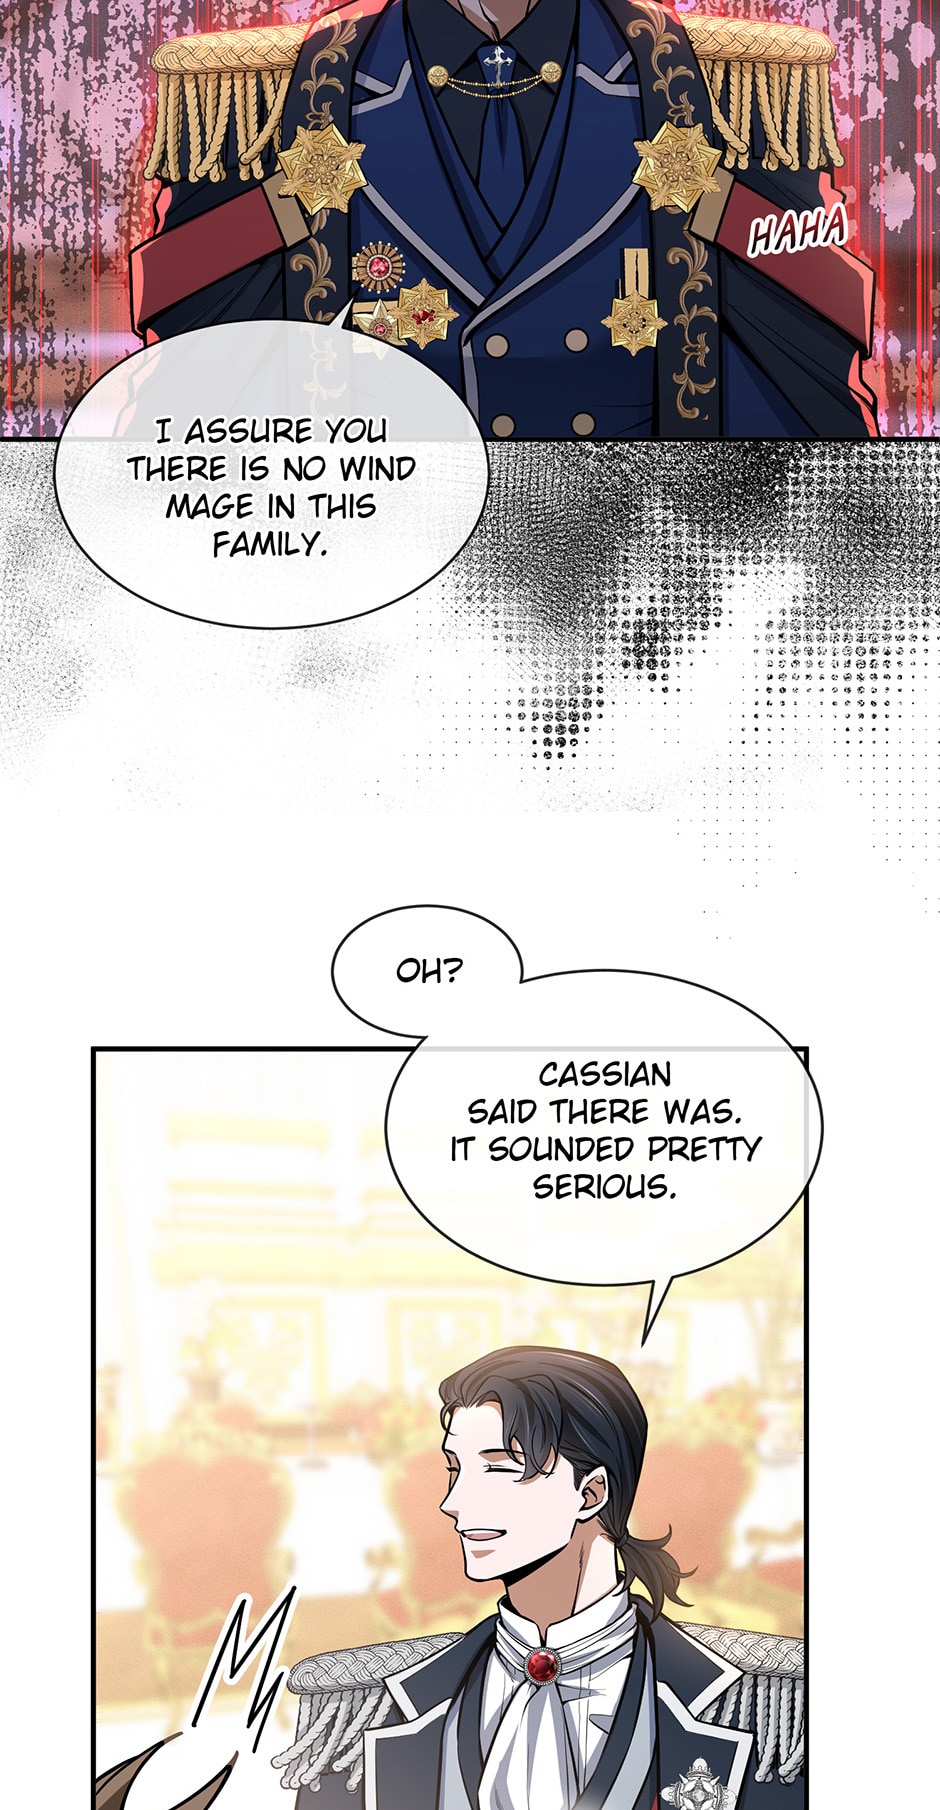 HAHA
I ASSURE YOU
THERE IS NO WIND
MAGE IN THIS
FAMILY.
OH?
CASSIAN
SAID THERE WAS.
IT SOUNDED PRETTY
SERIOUS.